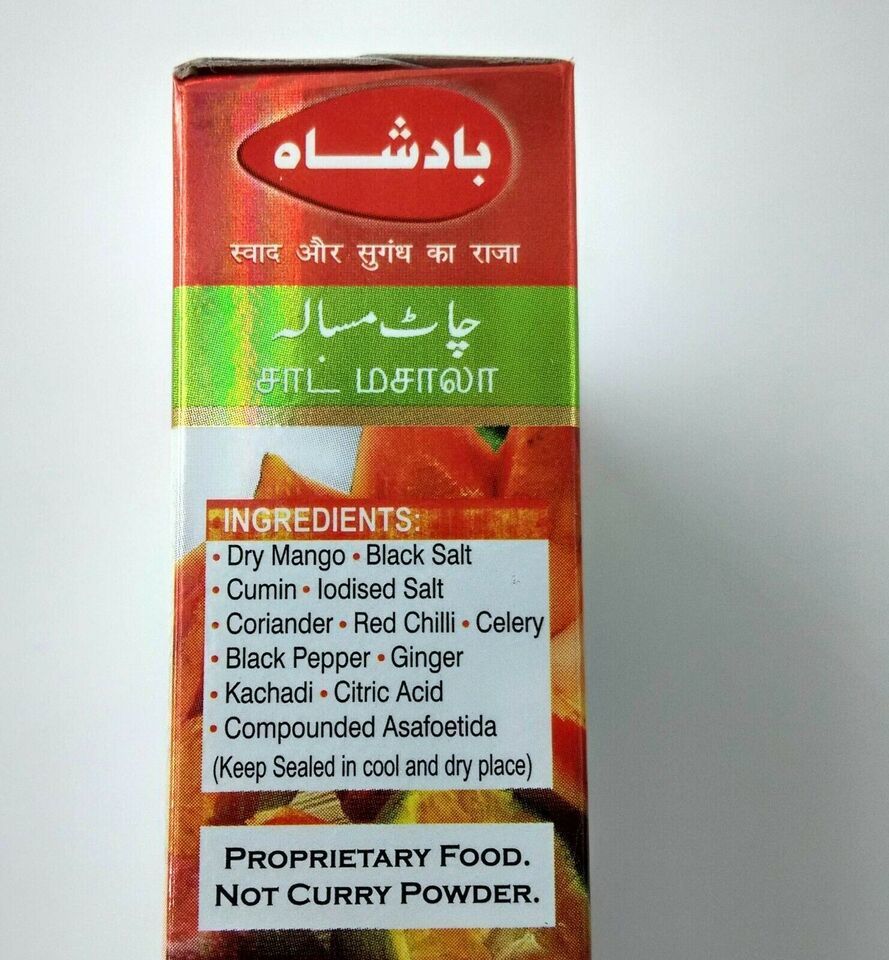 بادشاہ
स्वाद और सुगंध का राजा
چاٹ مسالہ
சாட மசாலா
INGREDIENTS:
• Dry Mango • Black Salt
• Cumin • Iodised Salt
• Coriander • Red Chilli • Celery
• Black Pepper • Ginger
• Kachadi • Citric Acid
• Compounded Asafoetida
(Keep Sealed in cool and dry place)
PROPRIETARY FOOD.
NOT CURRY POWDER.